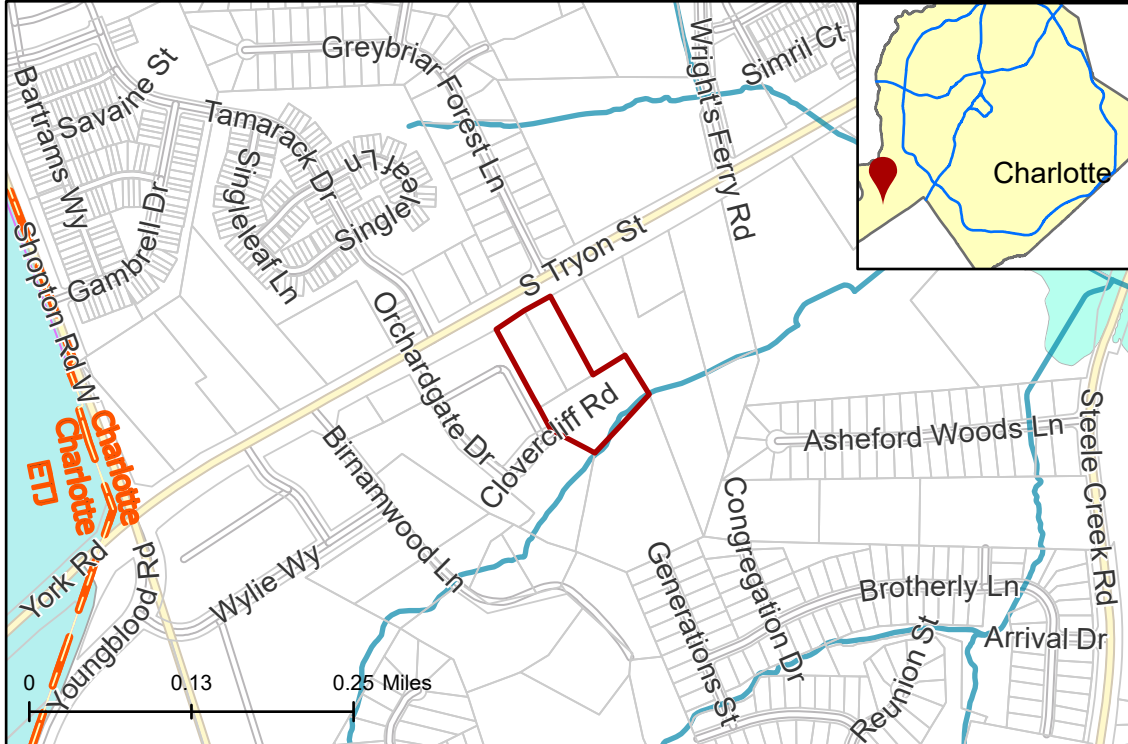 Greybriar Forest Ln
Wright's Ferry Rd
Simril Ct
Bartrams Wy
Savaine St
Tamarack Dr
Singleleaf Ln
Singleleaf Ln
Gambrell Dr
Charlotte
S Tryon St
Shopton Rd W
Orchardgate Dr
Clovercliff Rd
Birnamwood Ln
Asheford Woods Ln
Steele Creek Rd
Charlotte
Charlotte
ETJ
York Rd
Youngblood Rd
Wylie Wy
Congregation Dr
Generations St
Brotherly Ln
Reunion St
Arrival Dr
0 0.13 0.25 Miles